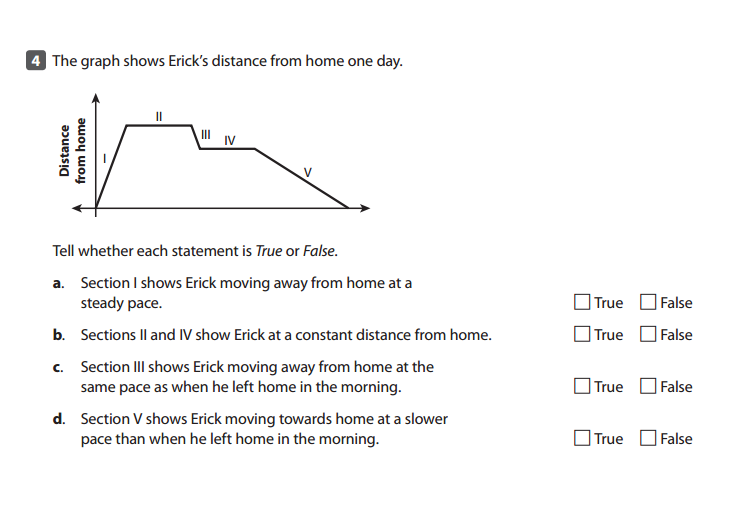 4 The graph shows Erick's distance from home one day.
Distance
from home
I
II
III
IV
V
Tell whether each statement is True or False.
a. Section I shows Erick moving away from home at a
steady pace.
True False
b. Sections II and IV show Erick at a constant distance from home.
True False
c. Section III shows Erick moving away from home at the
same pace as when he left home in the morning.
True False
d. Section V shows Erick moving towards home at a slower
pace than when he left home in the morning.
True False